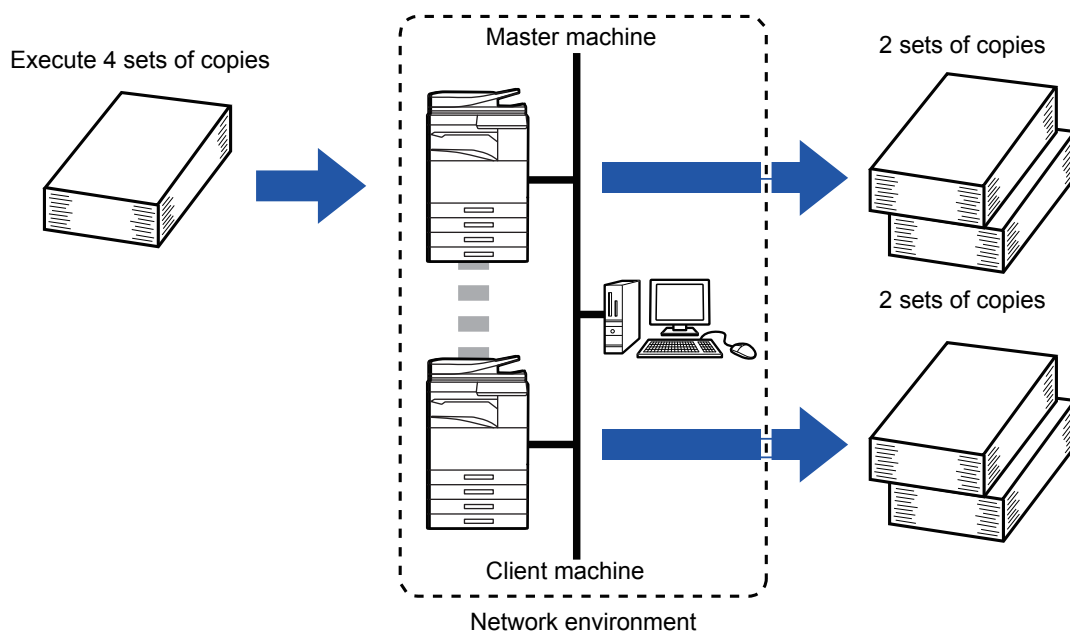 Execute 4 sets of copies
Master machine
2 sets of copies
2 sets of copies
Client machine
Network environment